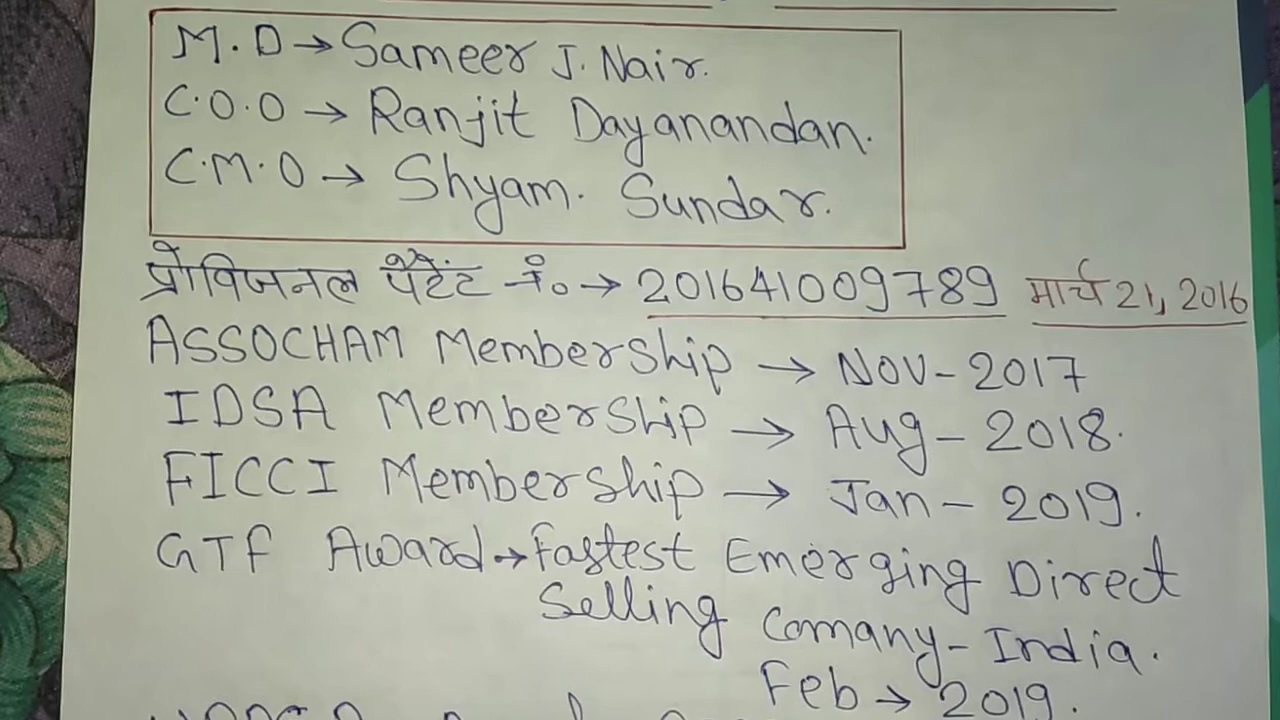 M.D → Sameer J. Nair.
C.O.O → Ranjit Dayanandan.
C.M.O → Shyam. Sundar.
प्रोविजनल पैटेंट नं० → 201641009789 मार्च 21, 2016
ASSOCHAM Membership → NOV-2017
IDSA Membership → Aug-2018.
FICCI Membership → Jan-2019.
GTF Award → Fastest Emerging Direct
Selling Comany-India.
Feb → 2019.